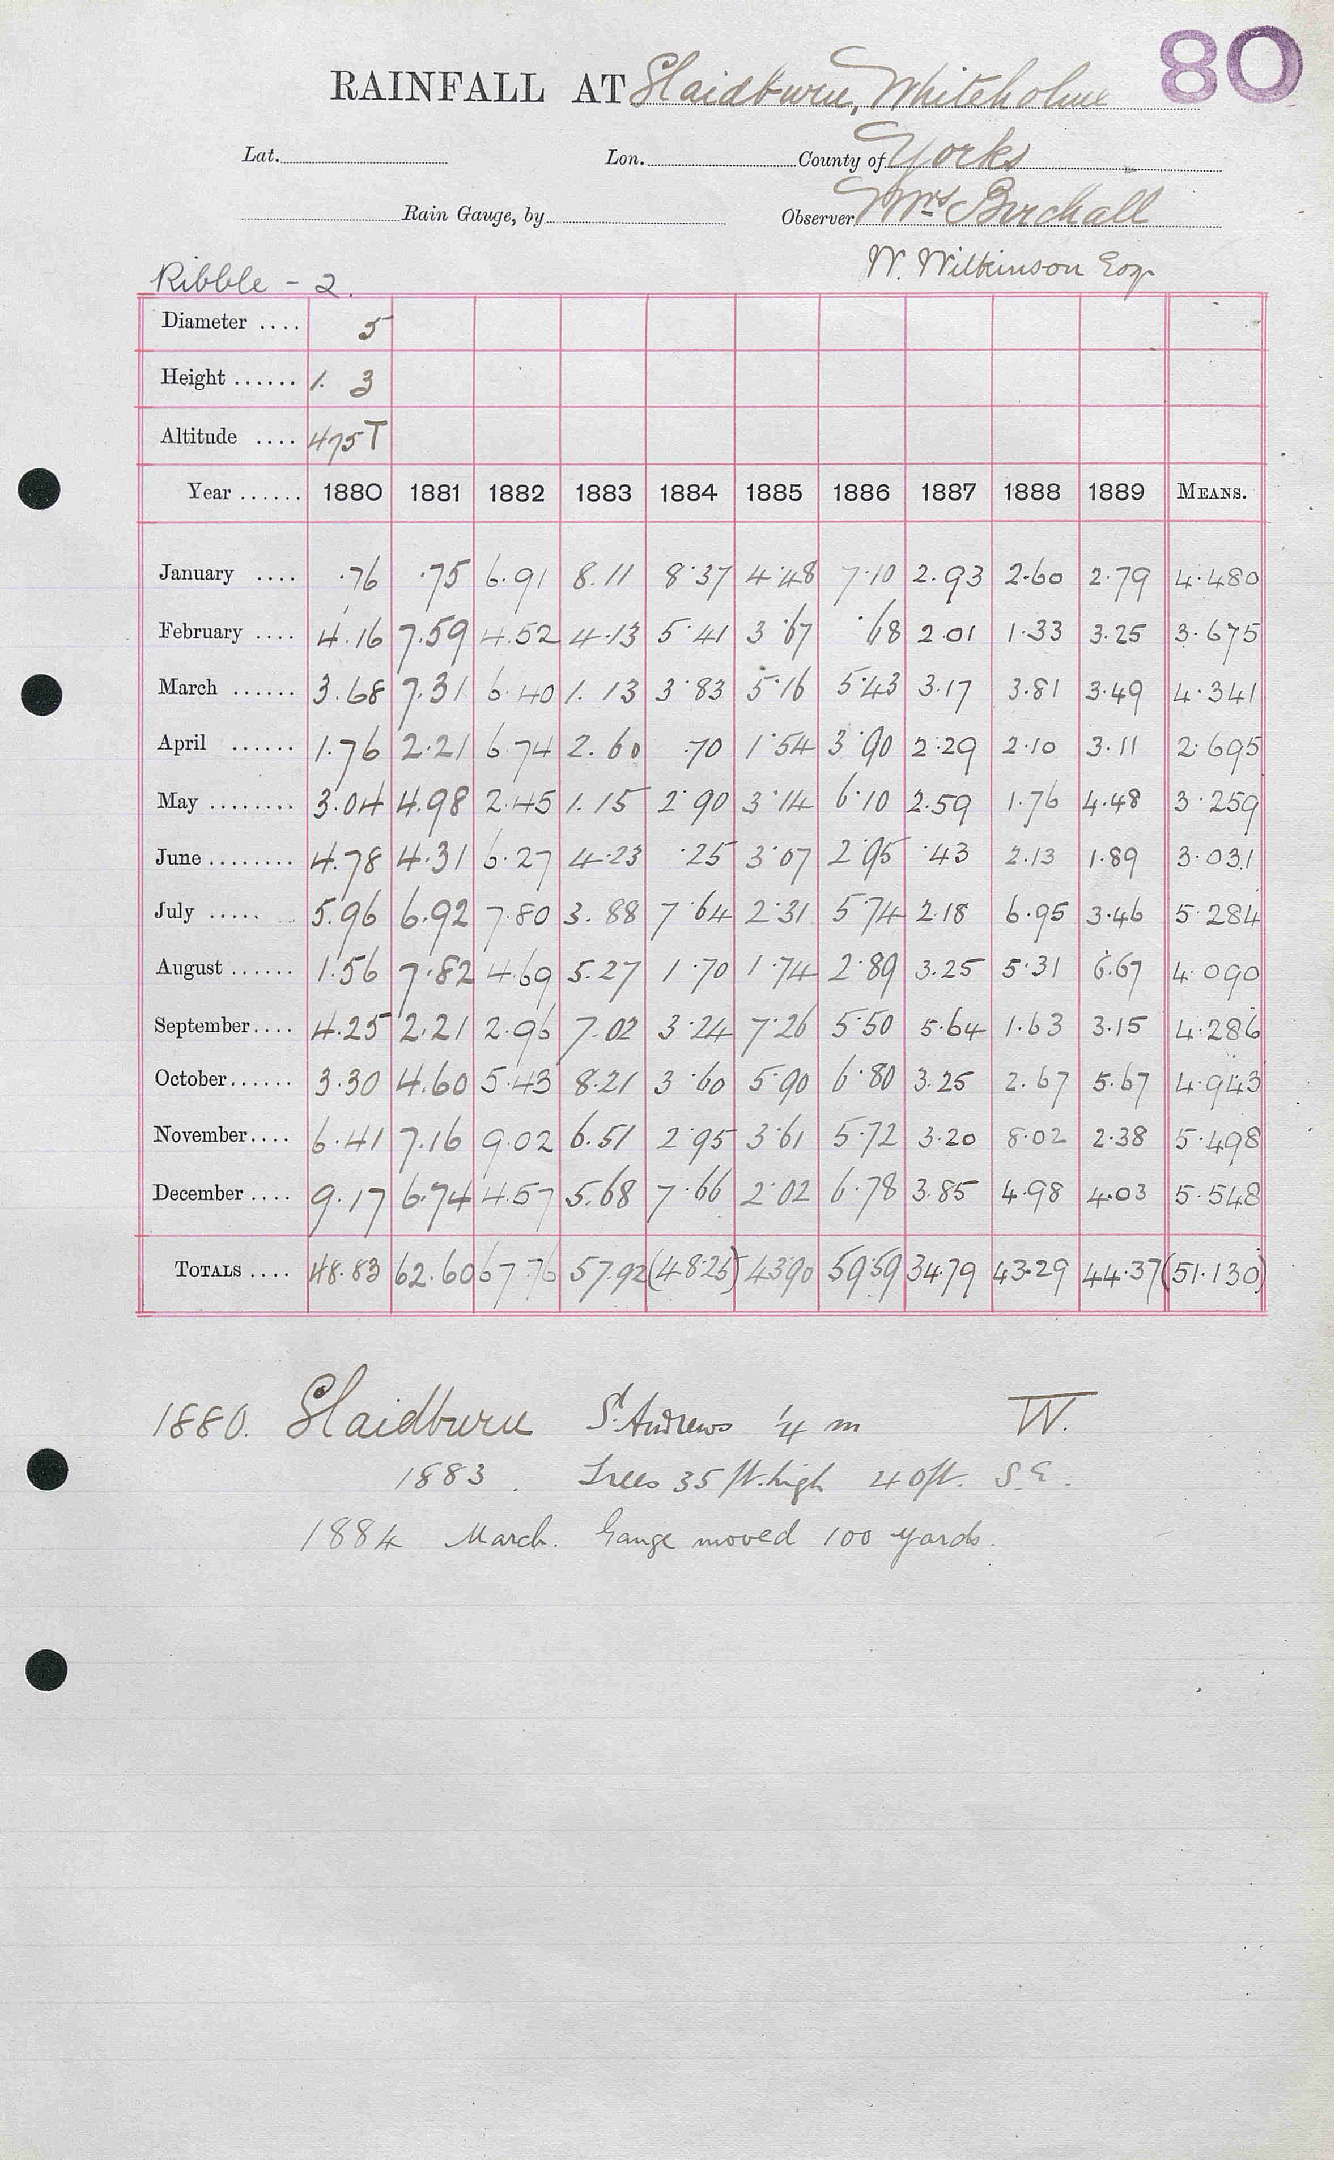 80
RAINFALL AT Slaidburn, Whiteholme
Lat. Lon. County of Yorks
Rain Gauge, by Observer Mrs Birchall
W. Wilkinson Esq
Ribble - 2.
Diameter .... 5
Height ...... 1. 3
Altitude .... 475 T
Year ...... 1880 1881 1882 1883 1884 1885 1886 1887 1888 1889 MEANS.
January .... .76 .75 6.91 8.11 8.37 4.48 7.10 2.93 2.60 2.79 4.480
February .... 4.16 7.59 4.52 4.13 5.41 3.67 .68 2.01 1.33 3.25 3.675
March ...... 3.68 7.31 6.40 1.13 3.83 5.16 5.43 3.17 3.81 3.49 4.341
April ...... 1.76 2.21 6.74 2.60 .70 1.54 3.90 2.29 2.10 3.11 2.695
May ........ 3.04 4.98 2.45 1.15 2.90 3.14 6.10 2.59 1.76 4.48 3.259
June ........ 4.78 4.31 6.27 4.23 .25 3.07 2.95 .43 2.13 1.89 3.031
July ..... 5.96 6.92 7.80 3.88 7.64 2.31 5.74 2.18 6.95 3.46 5.284
August ...... 1.56 7.82 4.69 5.27 1.70 1.74 2.89 3.25 5.31 6.67 4.090
September .... 4.25 2.21 2.96 7.02 3.24 7.26 5.50 5.64 1.63 3.15 4.286
October ...... 3.30 4.60 5.43 8.21 3.60 5.90 6.80 3.25 2.67 5.67 4.943
November .... 6.41 7.16 9.02 6.51 2.95 3.61 5.72 3.20 8.02 2.38 5.498
December .... 9.17 6.74 4.57 5.68 7.66 2.02 6.78 3.85 4.98 4.03 5.548
TOTALS .... 48.83 62.60 67.76 57.92 (48.25) 43.90 59.59 34.79 43.29 44.37 (51.130)
1880. Slaidburn St. Andrews 1/4 m W.
1883. Trees 35 ft. high 40 ft. S.E.
1884 March. Gauge moved 100 yards.